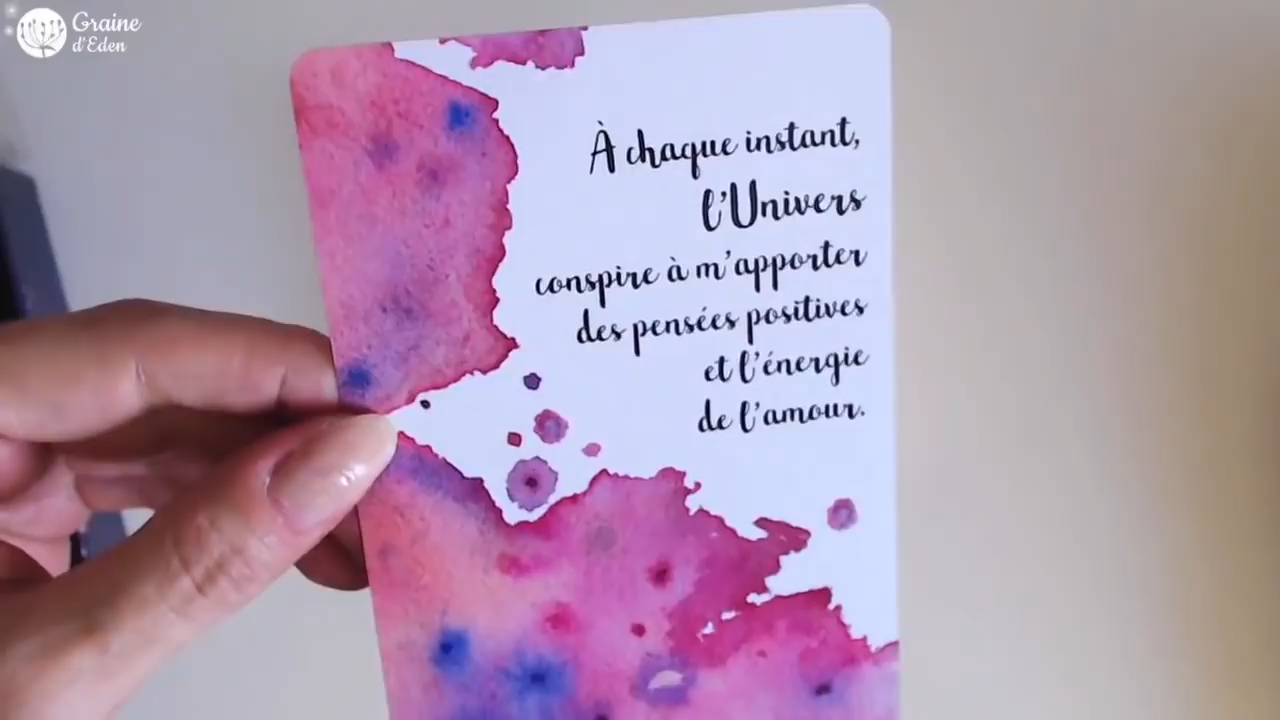 Graine
d'Eden
À chaque instant,
l'Univers
conspire à m'apporter
des pensées positives
et l'énergie
de l'amour.